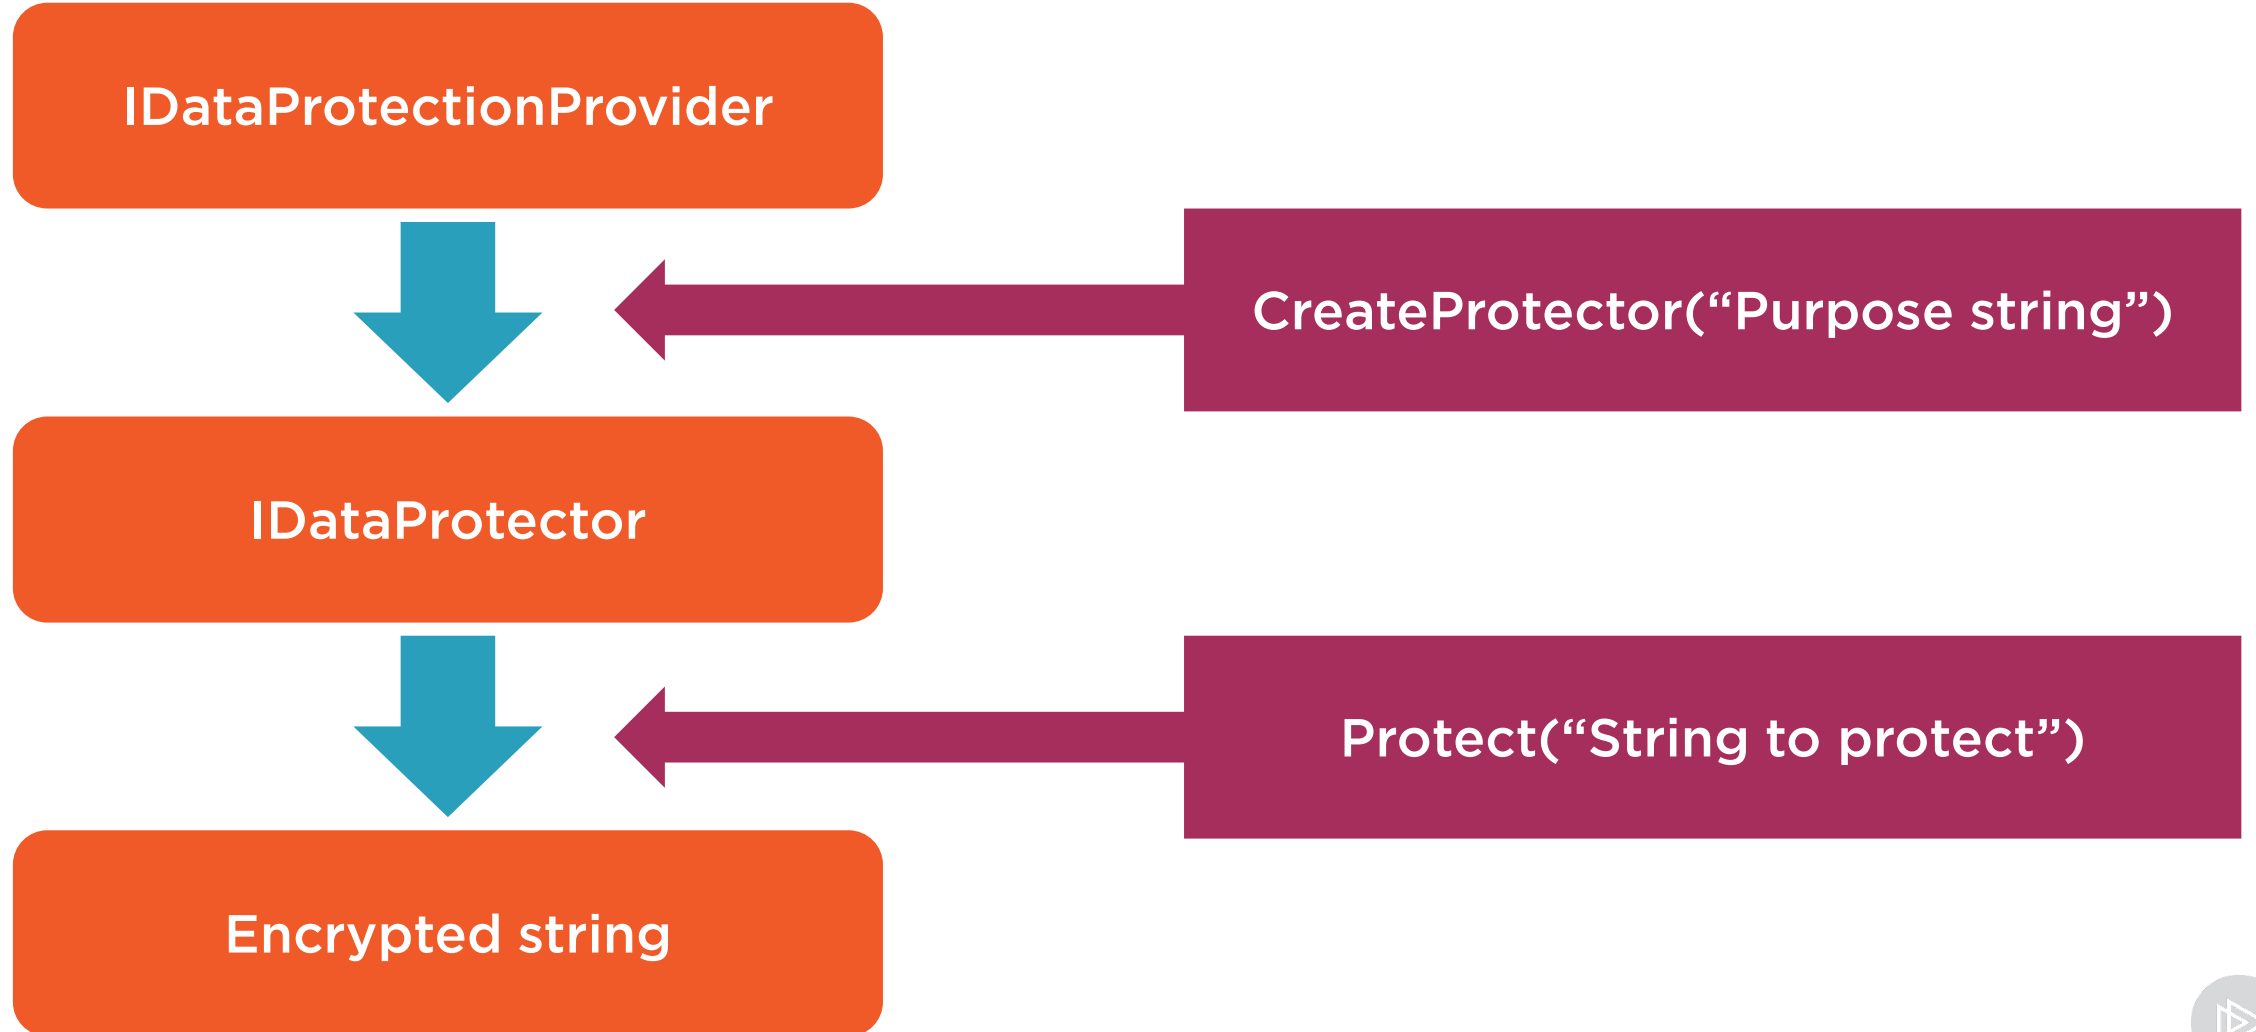 IDataProtectionProvider
CreateProtector(“Purpose string”)
IDataProtector
Protect(“String to protect”)
Encrypted string